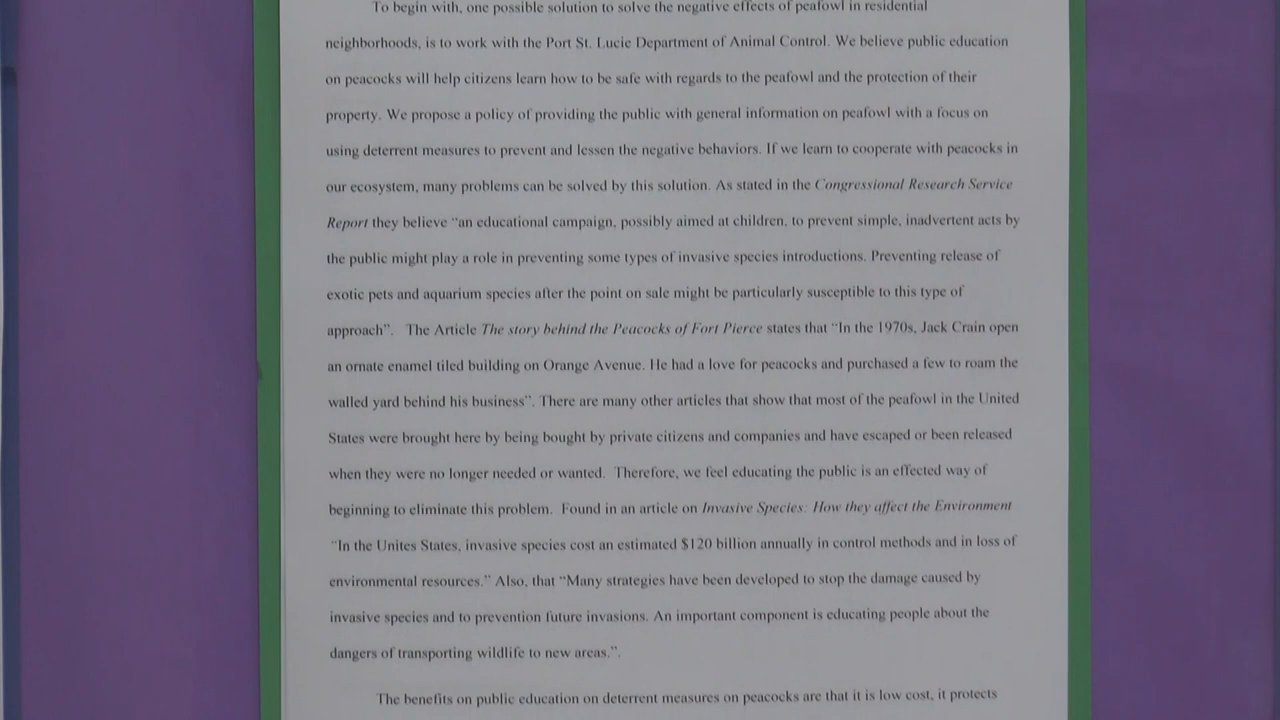 To begin with, one possible solution to solve the negative effects of peafowl in residential
neighborhoods, is to work with the Port St. Lucie Department of Animal Control. We believe public education
on peacocks will help citizens learn how to be safe with regards to the peafowl and the protection of their
property. We propose a policy of providing the public with general information on peafowl with a focus on
using deterrent measures to prevent and lessen the negative behaviors. If we learn to cooperate with peacocks in
our ecosystem, many problems can be solved by this solution. As stated in the Congressional Research Service
Report they believe “an educational campaign, possibly aimed at children, to prevent simple, inadvertent acts by
the public might play a role in preventing some types of invasive species introductions. Preventing release of
exotic pets and aquarium species after the point on sale might be particularly susceptible to this type of
approach”. The Article The story behind the Peacocks of Fort Pierce states that “In the 1970s, Jack Crain open
an ornate enamel tiled building on Orange Avenue. He had a love for peacocks and purchased a few to roam the
walled yard behind his business”. There are many other articles that show that most of the peafowl in the United
States were brought here by being bought by private citizens and companies and have escaped or been released
when they were no longer needed or wanted. Therefore, we feel educating the public is an effected way of
beginning to eliminate this problem. Found in an article on Invasive Species: How they affect the Environment
“In the Unites States, invasive species cost an estimated $120 billion annually in control methods and in loss of
environmental resources.” Also, that “Many strategies have been developed to stop the damage caused by
invasive species and to prevention future invasions. An important component is educating people about the
dangers of transporting wildlife to new areas.”.
The benefits on public education on deterrent measures on peacocks are that it is low cost, it protects